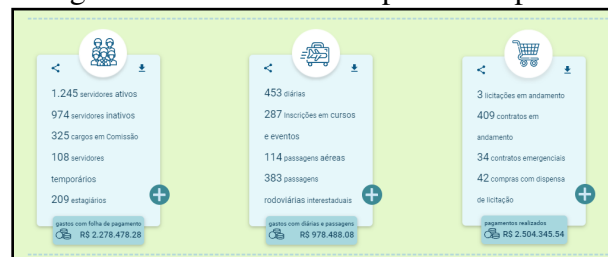 1.245 servidores ativos
974 servidores inativos
325 cargos em Comissão
108 servidores
temporários
209 estagiários
gastos com folha de pagamento
R$ 2.278.478.28
453 diárias
287 Inscrições em cursos
e eventos
114 passagens aéreas
383 passagens
rodoviárias interestaduais
gastos com diárias e passagens
R$ 978.488.08
3 licitações em andamento
409 contratos em
andamento
34 contratos emergenciais
42 compras com dispensa
de licitação
pagamentos realizados
R$ 2.504.345.54